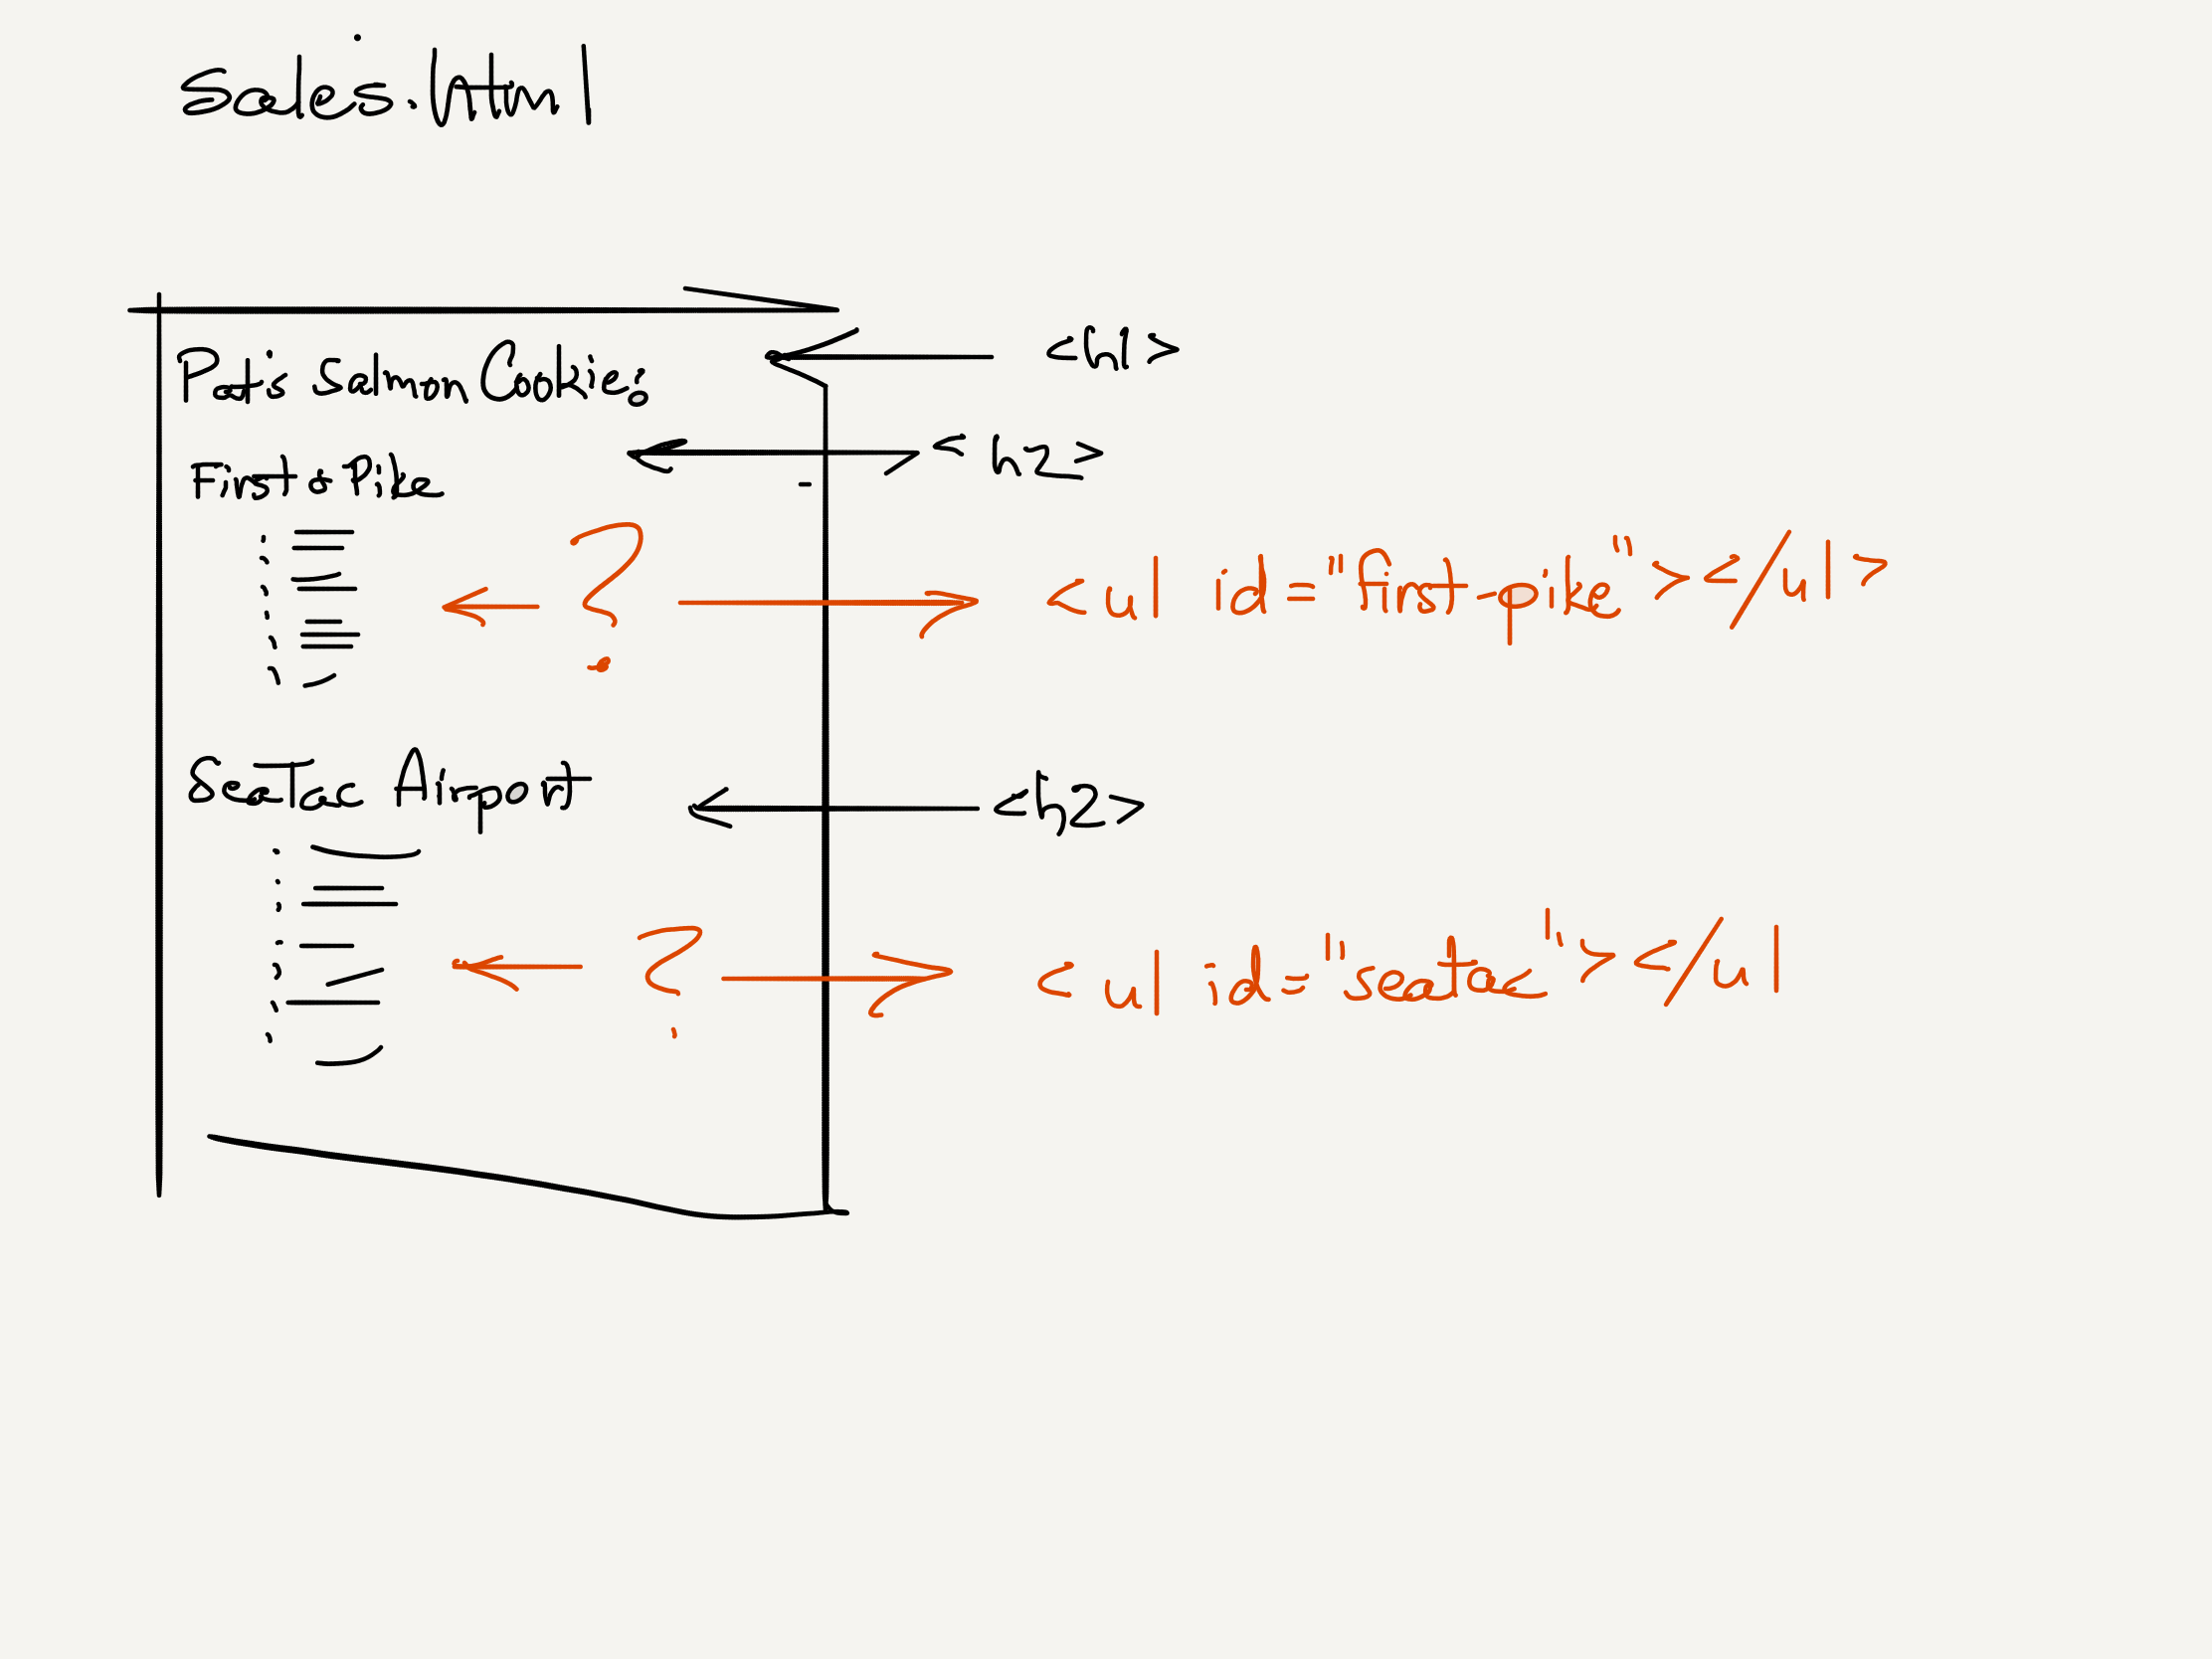 Sales.html
Pat's Salmon Cookies
<h1>
First & Pike
<h2>
?
<ul id="first-pike"></ul>
SeaTac Airport
<h2>
?
<ul id="seatac"></ul